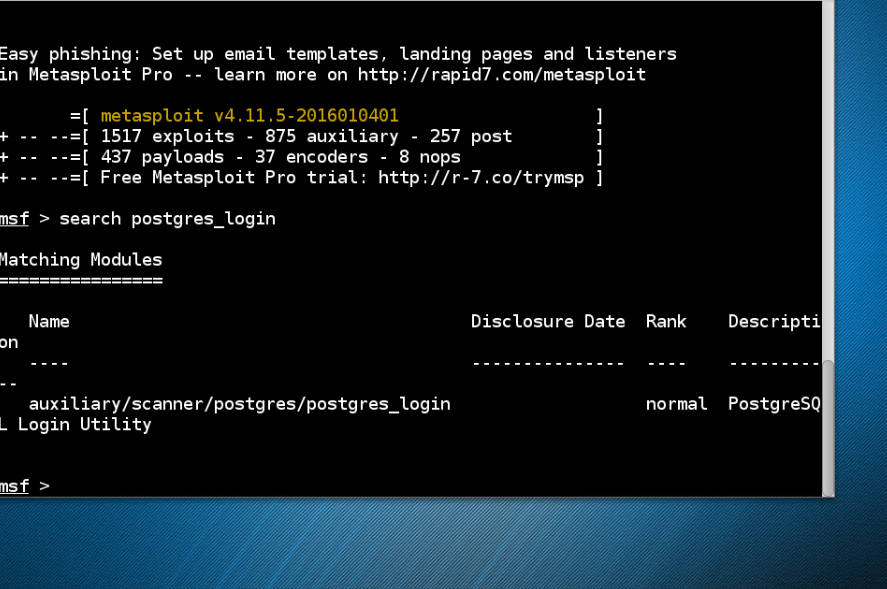 Easy phishing: Set up email templates, landing pages and listeners
in Metasploit Pro -- learn more on http://rapid7.com/metasploit
=[ metasploit v4.11.5-2016010401 ]
+ -- --=[ 1517 exploits - 875 auxiliary - 257 post ]
+ -- --=[ 437 payloads - 37 encoders - 8 nops ]
+ -- --=[ Free Metasploit Pro trial: http://r-7.co/trymsp ]
msf > search postgres_login
Matching Modules
================
Name Disclosure Date Rank Descripti
on
---- --------------- ---- ---------
--
auxiliary/scanner/postgres/postgres_login normal PostgreSQ
L Login Utility
msf >